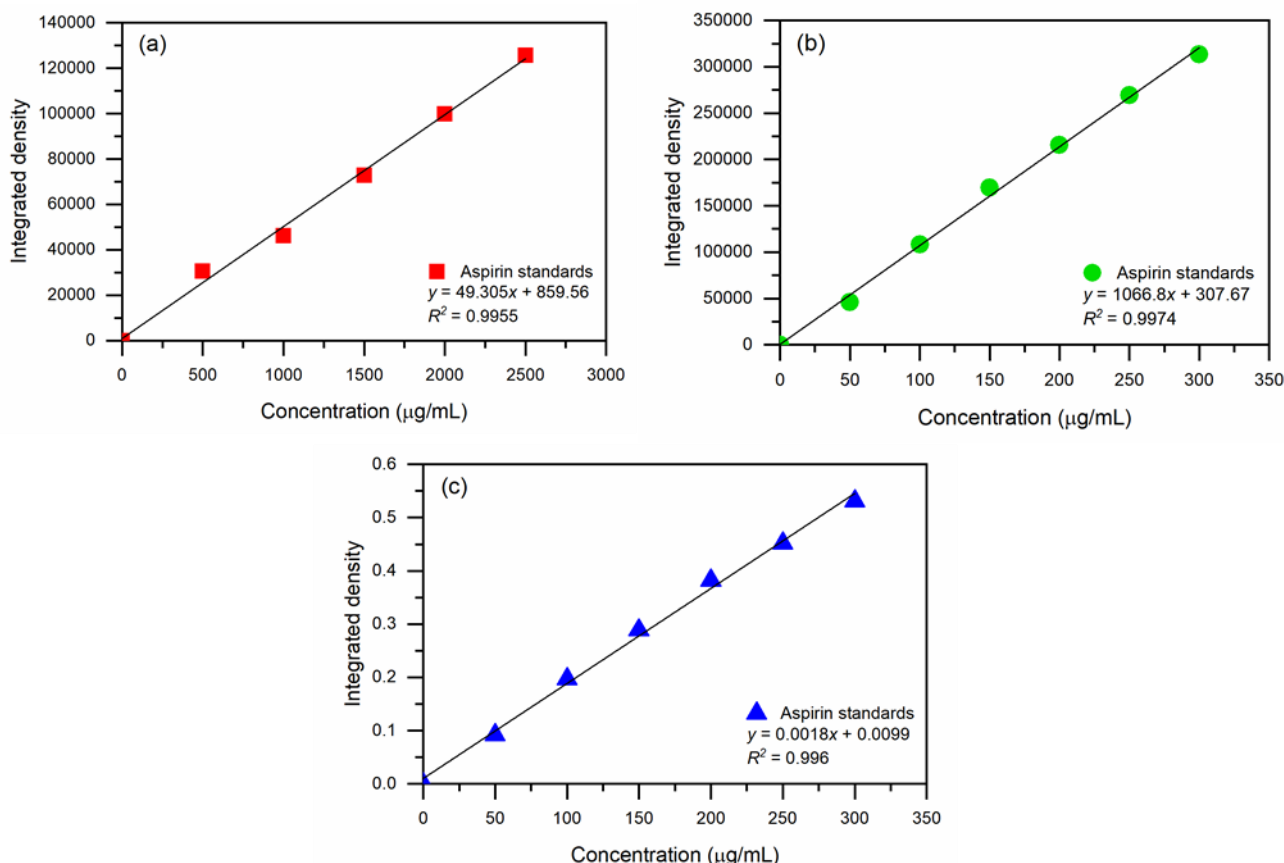 (a)
140000
120000
100000
80000
60000
40000
20000
0
Integrated density
Aspirin standards
y = 49.305x + 859.56
R² = 0.9955
0 500 1000 1500 2000 2500 3000
Concentration (μg/mL)
(b)
350000
300000
250000
200000
150000
100000
50000
0
Integrated density
Aspirin standards
y = 1066.8x + 307.67
R² = 0.9974
0 50 100 150 200 250 300 350
Concentration (μg/mL)
(c)
0.6
0.5
0.4
0.3
0.2
0.1
0.0
Integrated density
Aspirin standards
y = 0.0018x + 0.0099
R² = 0.996
0 50 100 150 200 250 300 350
Concentration (μg/mL)